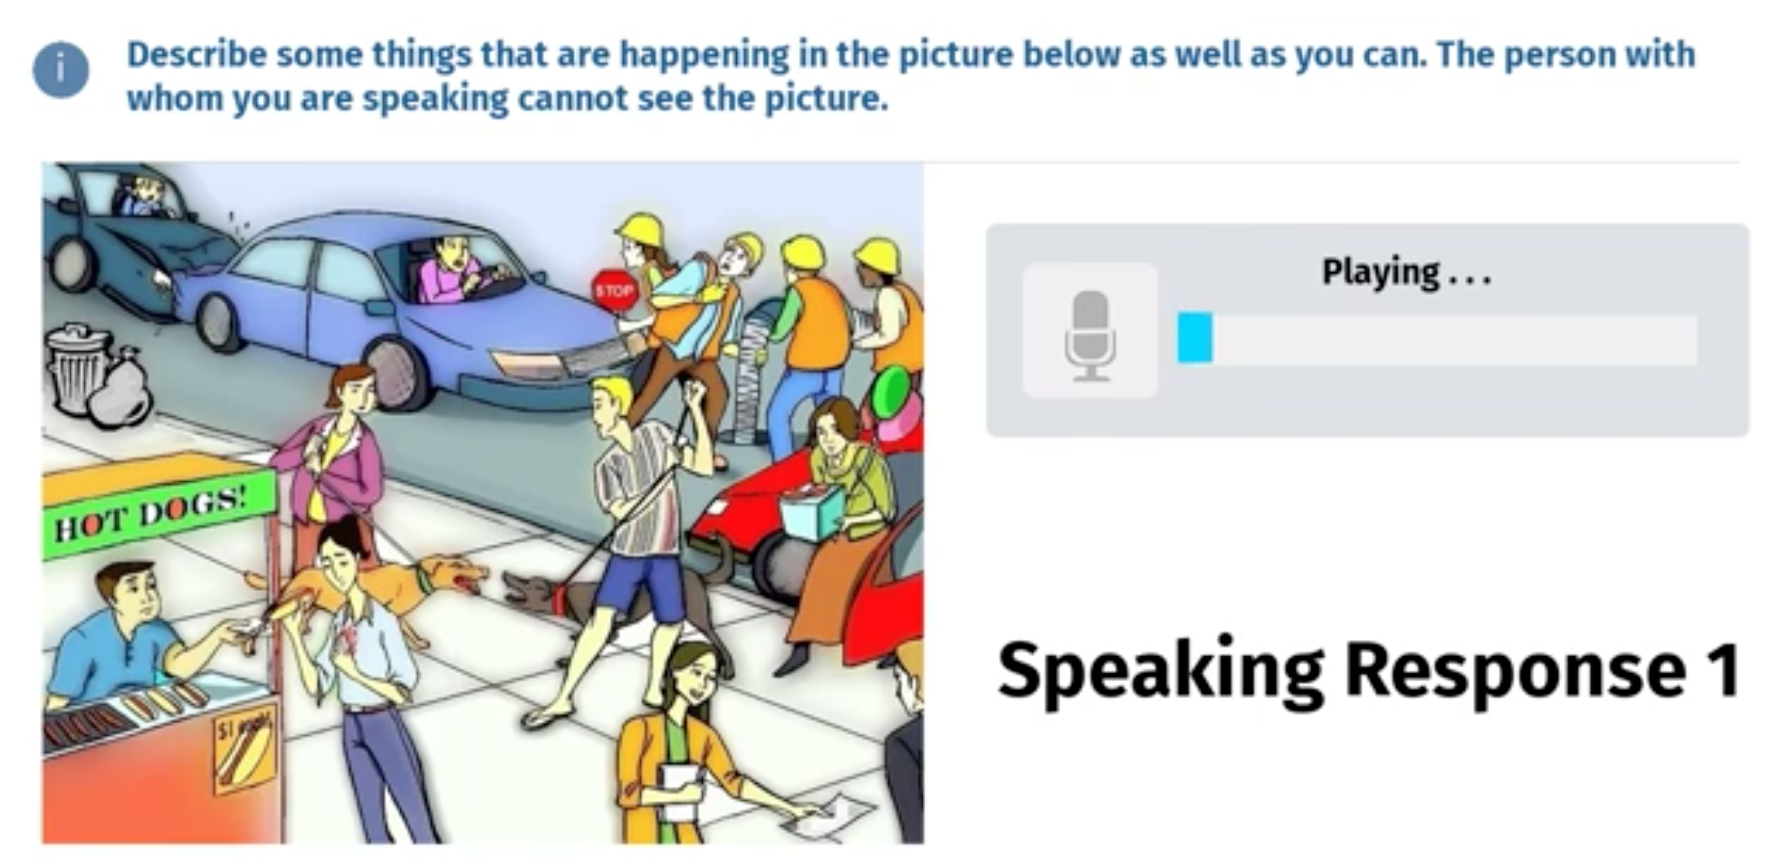 i
Describe some things that are happening in the picture below as well as you can. The person with
whom you are speaking cannot see the picture.
Playing . . .
STOP
HOT DOGS!
Speaking Response 1
$1